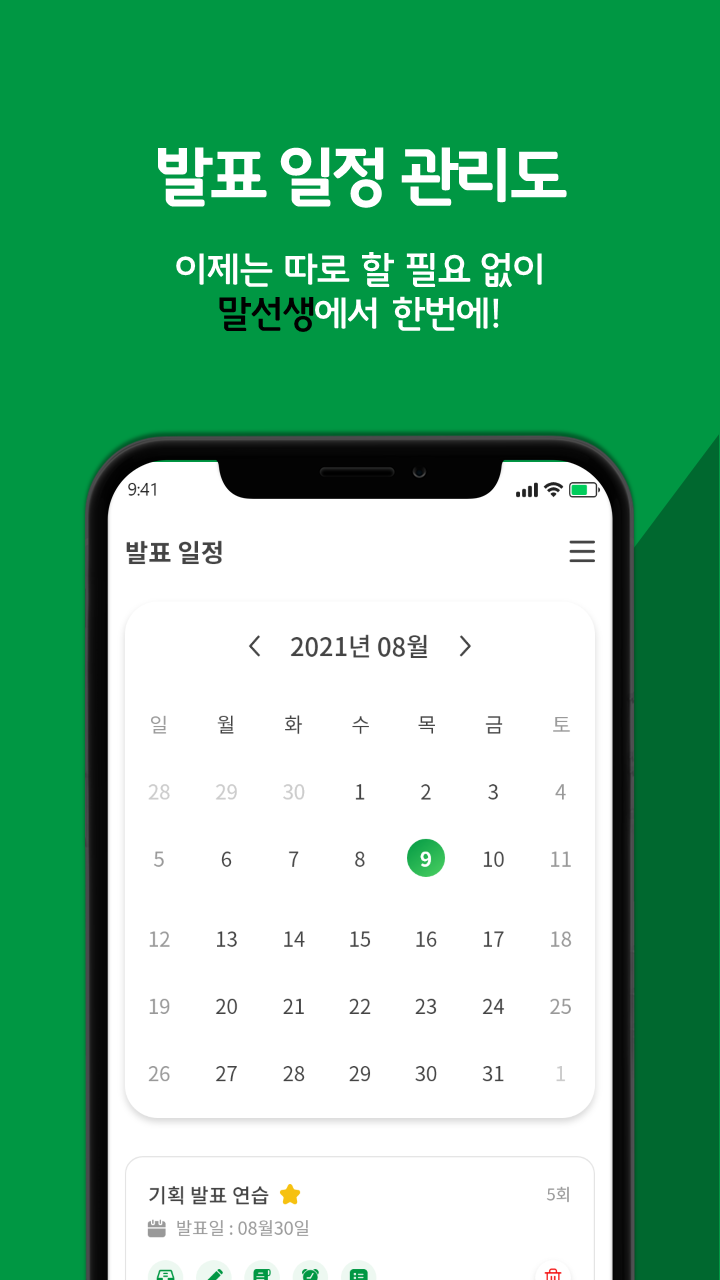 발표 일정 관리도
이제는 따로 할 필요 없이
말선생에서 한번에!
9:41
발표 일정
2021년 08월
일 월 화 수 목 금 토
28 29 30 1 2 3 4
5 6 7 8 9 10 11
12 13 14 15 16 17 18
19 20 21 22 23 24 25
26 27 28 29 30 31 1
기획 발표 연습 5회
발표일 : 08월30일